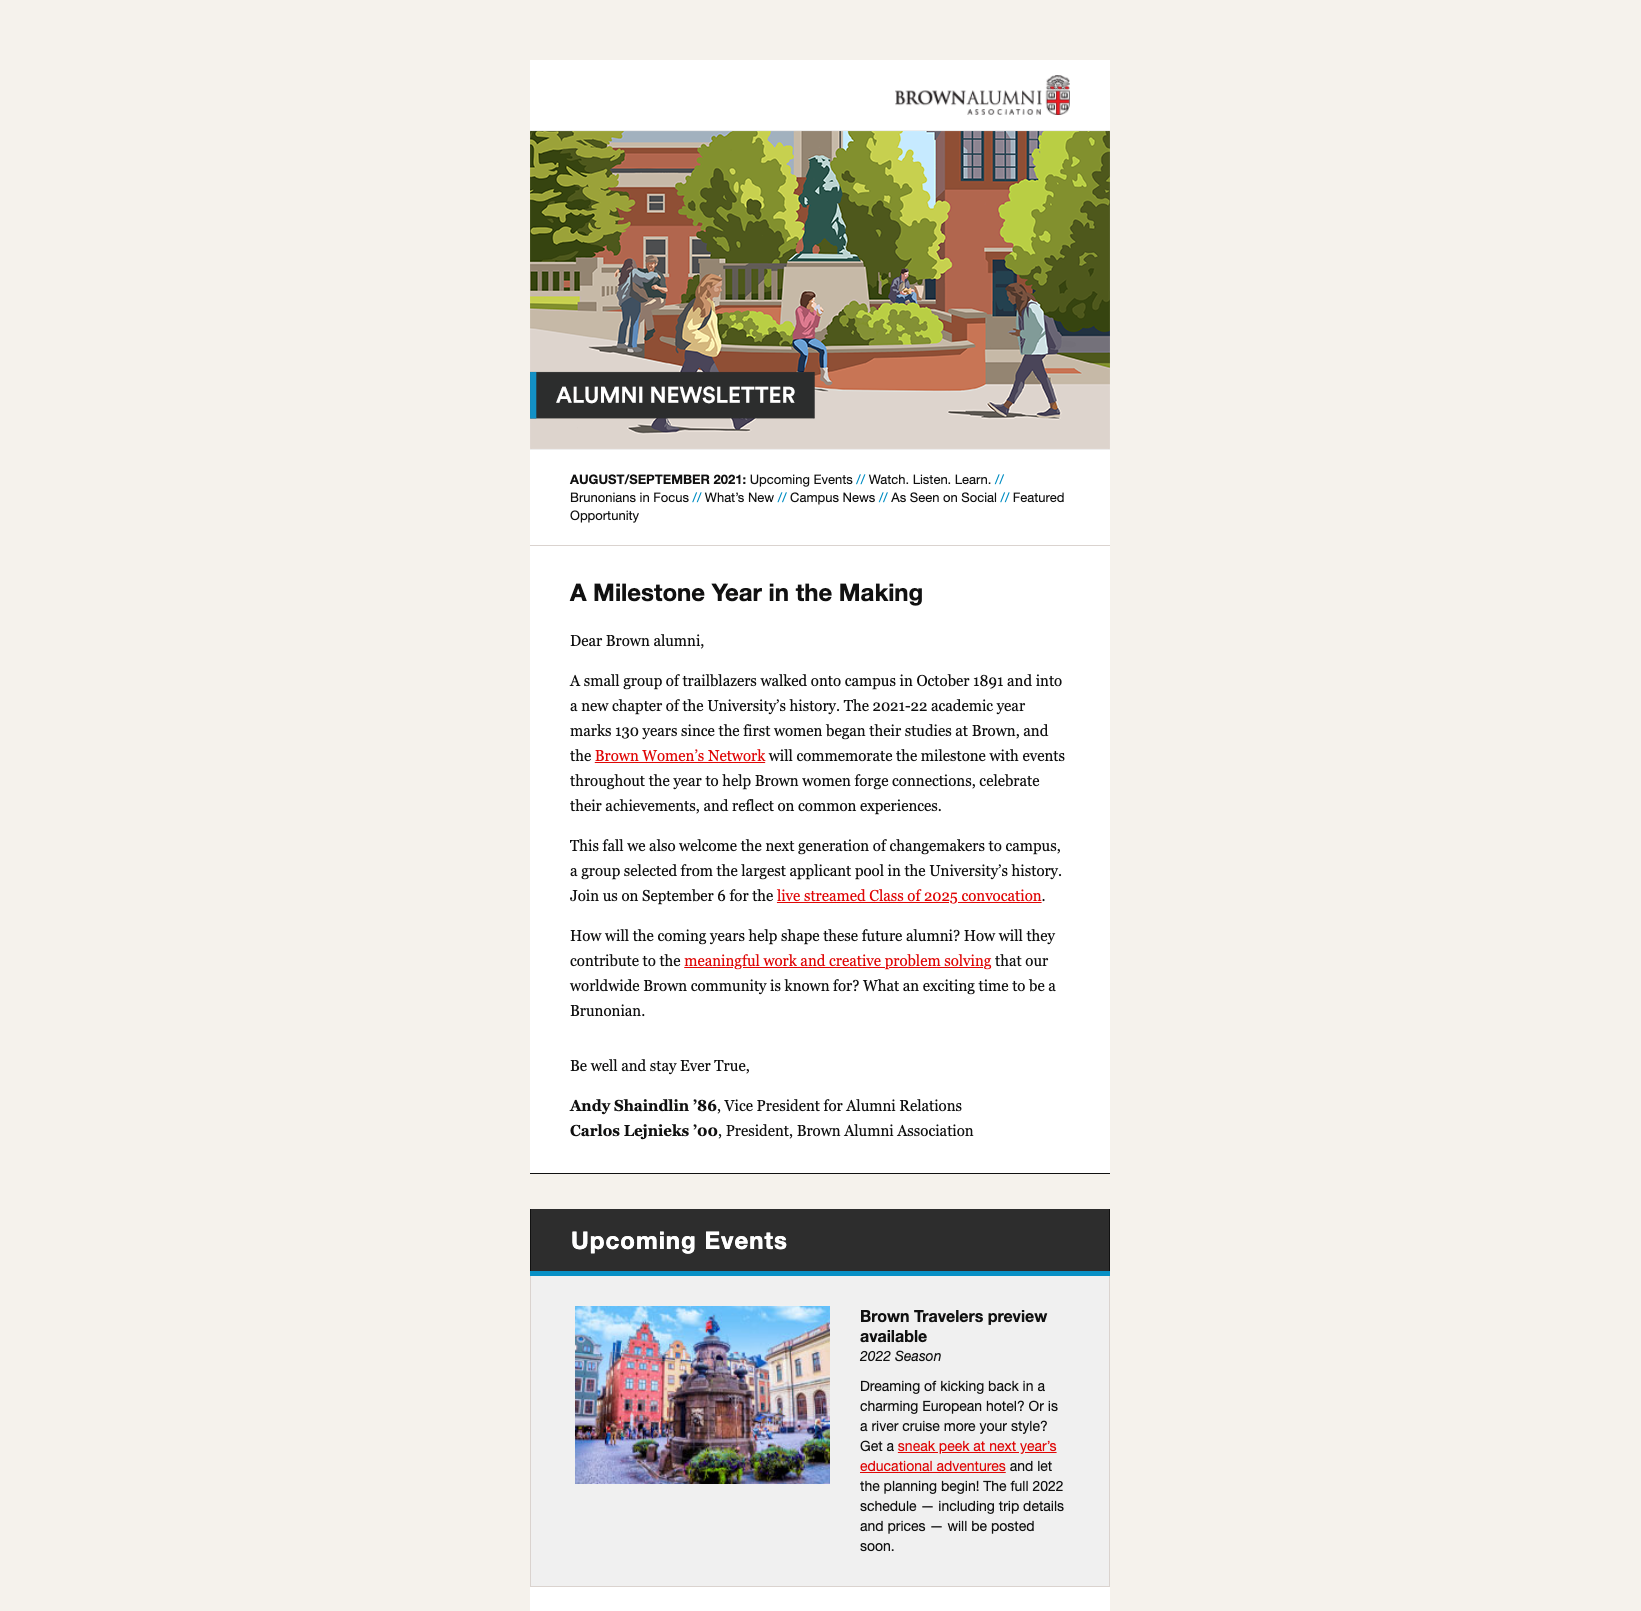 BROWNALUMNI
ASSOCIATION
ALUMNI NEWSLETTER
AUGUST/SEPTEMBER 2021: Upcoming Events // Watch. Listen. Learn. //
Brunonians in Focus // What’s New // Campus News // As Seen on Social // Featured
Opportunity
A Milestone Year in the Making
Dear Brown alumni,
A small group of trailblazers walked onto campus in October 1891 and into
a new chapter of the University’s history. The 2021-22 academic year
marks 130 years since the first women began their studies at Brown, and
the Brown Women’s Network will commemorate the milestone with events
throughout the year to help Brown women forge connections, celebrate
their achievements, and reflect on common experiences.
This fall we also welcome the next generation of changemakers to campus,
a group selected from the largest applicant pool in the University’s history.
Join us on September 6 for the live streamed Class of 2025 convocation.
How will the coming years help shape these future alumni? How will they
contribute to the meaningful work and creative problem solving that our
worldwide Brown community is known for? What an exciting time to be a
Brunonian.
Be well and stay Ever True,
Andy Shaindlin ’86, Vice President for Alumni Relations
Carlos Lejnieks ’00, President, Brown Alumni Association
Upcoming Events
Brown Travelers preview
available
2022 Season
Dreaming of kicking back in a
charming European hotel? Or is
a river cruise more your style?
Get a sneak peek at next year’s
educational adventures and let
the planning begin! The full 2022
schedule — including trip details
and prices — will be posted
soon.